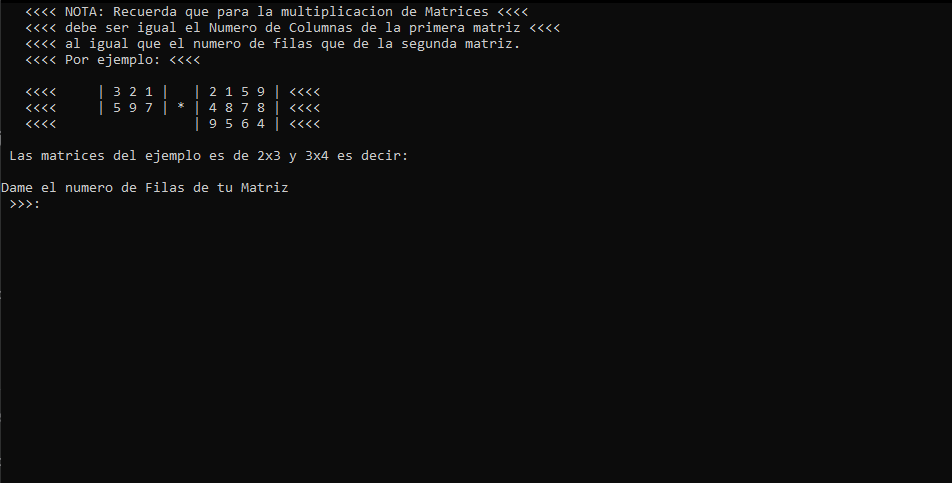 <<<< NOTA: Recuerda que para la multiplicacion de Matrices <<<<
<<<< debe ser igual el Numero de Columnas de la primera matriz <<<<
<<<< al igual que el numero de filas que de la segunda matriz.
<<<< Por ejemplo: <<<<
<<<<     | 3 2 1 |   | 2 1 5 9 | <<<<
<<<<     | 5 9 7 | * | 4 8 7 8 | <<<<
<<<<                 | 9 5 6 4 | <<<<
Las matrices del ejemplo es de 2x3 y 3x4 es decir:
Dame el numero de Filas de tu Matriz
>>>: